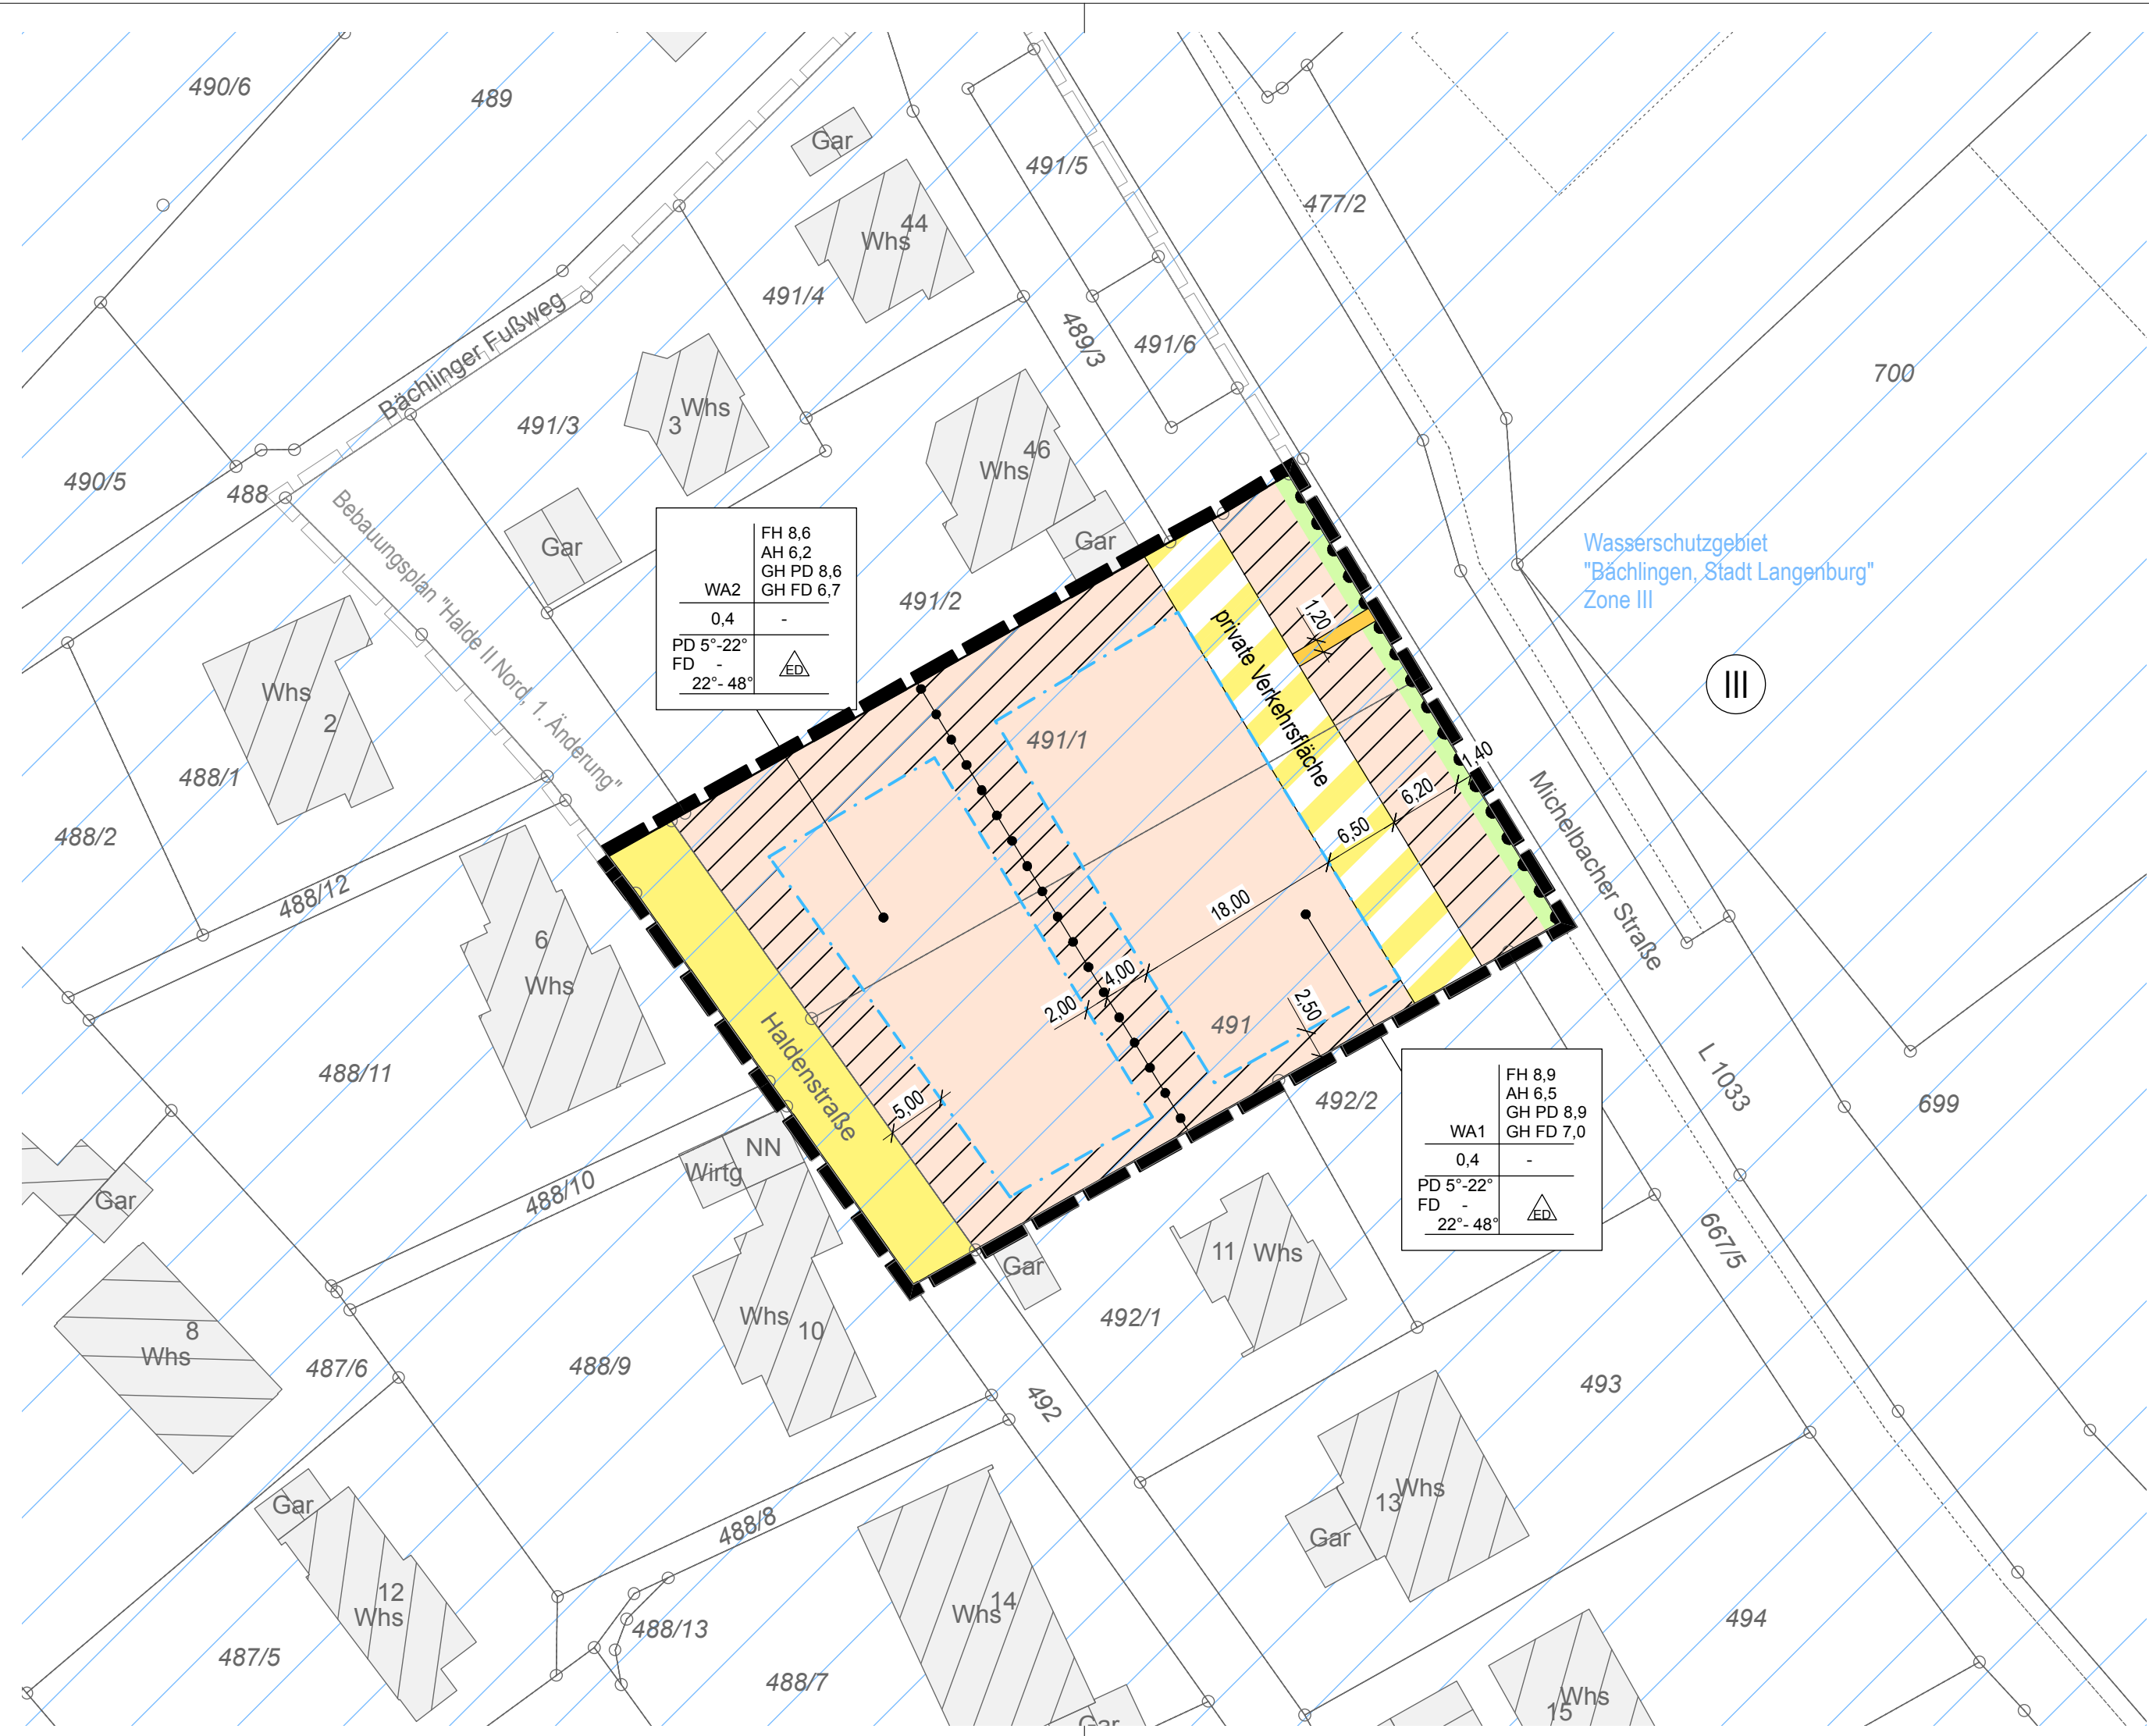 490/6
489
Gar
491/5
44
Whs
477/2
491/4
489/3
491/6
Bächlinger Fußweg
700
491/3
Whs
3
46
Whs
490/5
488
Bebauungsplan "Halde II Nord, 1. Änderung"
Gar
Gar
Wasserschutzgebiet
"Bächlingen, Stadt Langenburg"
Zone III
FH 8,6
AH 6,2
GH PD 8,6
WA2 GH FD 6,7
0,4 -
PD 5°-22°
FD -
22°- 48°
ED
491/2
1,20
private Verkehrsfläche
III
Whs
2
491/1
488/1
1,40
6,20
Michelbacher Straße
6,50
488/2
488/12
18,00
6
Whs
4,00
2,00
2,50
491
Haldenstraße
5,00
488/11
L 1033
492/2
699
FH 8,9
AH 6,5
GH PD 8,9
WA1 GH FD 7,0
0,4 -
PD 5°-22°
FD -
22°- 48°
ED
NN
Wirtg
488/10
Gar
667/5
11
Whs
Gar
492/1
8
Whs
Whs
10
487/6
488/9
492
493
Gar
488/8
13
Whs
Gar
12
Whs
14
Whs
488/13
494
487/5
488/7
Whs
15
Gar